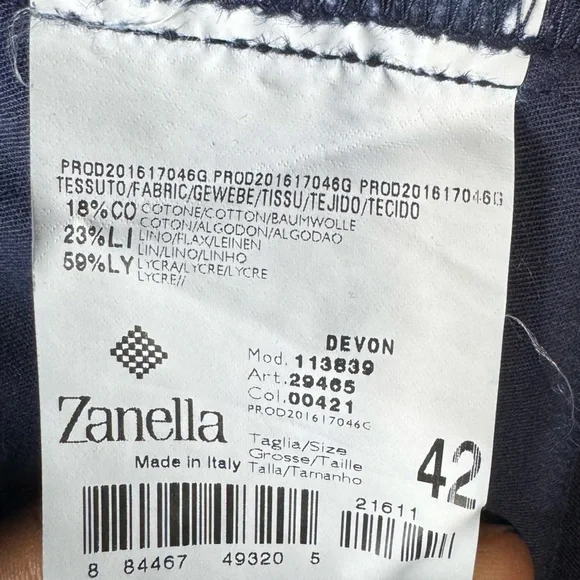 PROD201617046G PROD201617046G PROD201617046G
TESSUTO/FABRIC/GEWEBE/TISSU/TEJIDO/TECIDO
18%CO COTONE/COTTON/BAUMWOLLE
COTON/ALGODON/ALGODAO
23%LI LINO/FLAX/LEINEN
LIN/LINO/LINHO
59%LY LYCRA/LYCRE/LYCRE
LYCRE//
DEVON
Mod. 113839
Art. 29465
Col. 00421
PROD201617046G
Zanella
Made in Italy
Taglia/Size
Grosse/Taille
Talla/Tamanho
42
21611
8 84467 49320 5